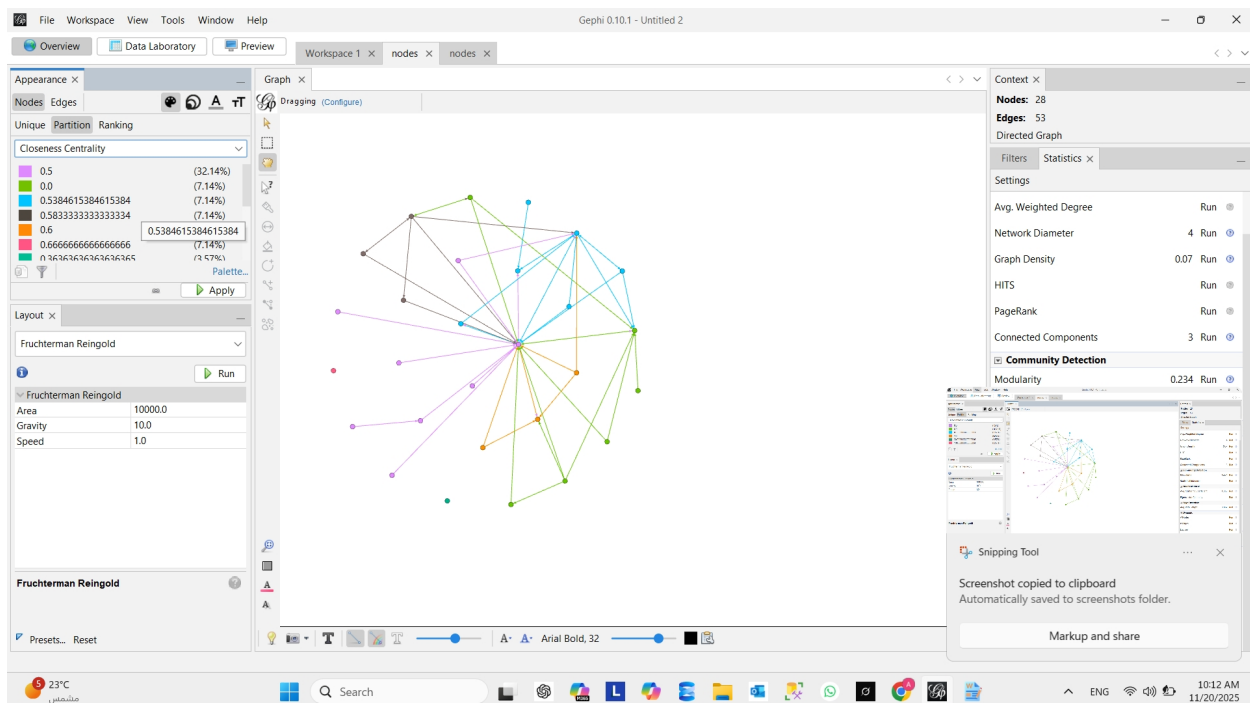 File Workspace View Tools Window Help
Gephi 0.10.1 - Untitled 2
Overview Data Laboratory Preview
Workspace 1 nodes nodes
Appearance
Nodes Edges
Unique Partition Ranking
Closeness Centrality
0.5 (32.14%)
0.0 (7.14%)
0.5384615384615384 (7.14%)
0.5833333333333334 (7.14%)
0.6
0.5384615384615384
0.6666666666666666 (7.14%)
0.36363636363636365 (3.57%)
Palette...
Apply
Layout
Fruchterman Reingold
Run
Fruchterman Reingold
Area 10000.0
Gravity 10.0
Speed 1.0
Fruchterman Reingold
Presets... Reset
Graph
Dragging (Configure)
Arial Bold, 32
Context
Nodes: 28
Edges: 53
Directed Graph
Filters Statistics
Settings
Avg. Weighted Degree Run
Network Diameter 4 Run
Graph Density 0.07 Run
HITS Run
PageRank Run
Connected Components 3 Run
Community Detection
Modularity 0.234 Run
Snipping Tool
Screenshot copied to clipboard
Automatically saved to screenshots folder.
Markup and share
5
23°C
مشمس
Search
ENG
10:12 AM
11/20/2025